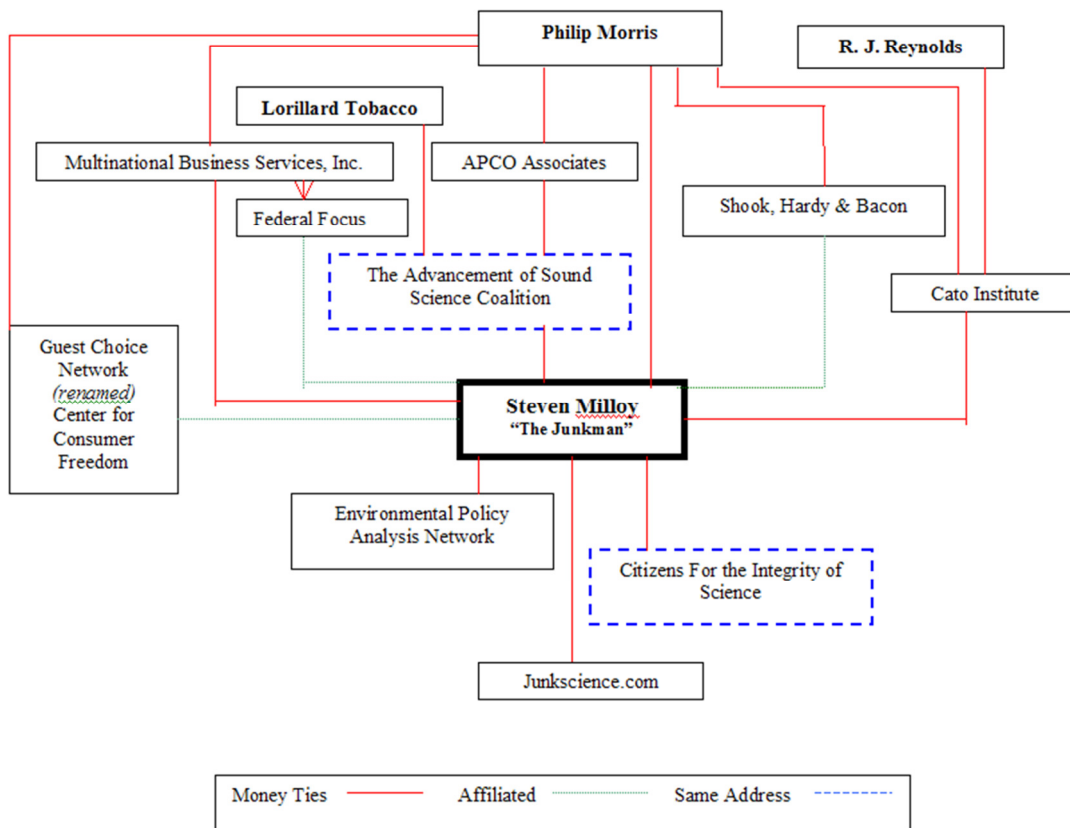 Philip Morris
R. J. Reynolds
Lorillard Tobacco
Multinational Business Services, Inc.
APCO Associates
Federal Focus
Shook, Hardy & Bacon
The Advancement of Sound
Science Coalition
Cato Institute
Guest Choice
Network
(renamed)
Center for
Consumer
Freedom
Steven Milloy
“The Junkman”
Environmental Policy
Analysis Network
Citizens For the Integrity of
Science
Junkscience.com
Money Ties
Affiliated
Same Address